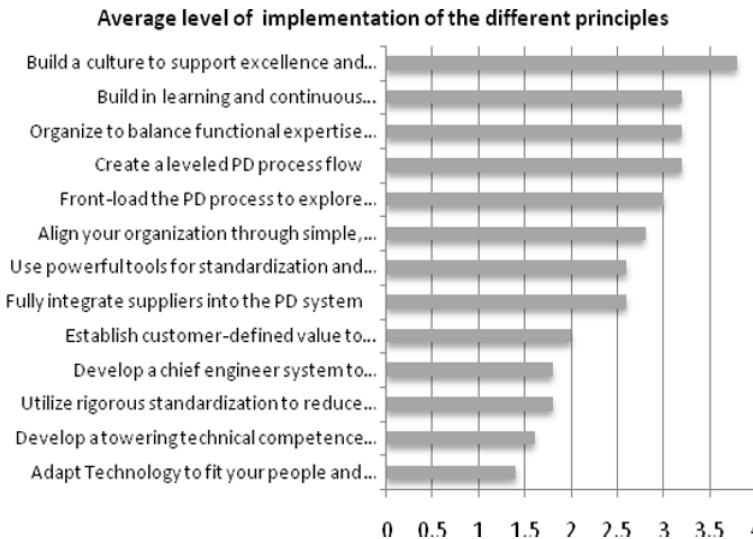 Average level of implementation of the different principles
Build a culture to support excellence and...
Build in learning and continuous...
Organize to balance functional expertise...
Create a leveled PD process flow
Front-load the PD process to explore...
Align your organization through simple,...
Use powerful tools for standardization and...
Fully integrate suppliers into the PD system
Establish customer-defined value to...
Develop a chief engineer system to...
Utilize rigorous standardization to reduce...
Develop a towering technical competence...
Adapt Technology to fit your people and...
0 0.5 1 1.5 2 2.5 3 3.5 4